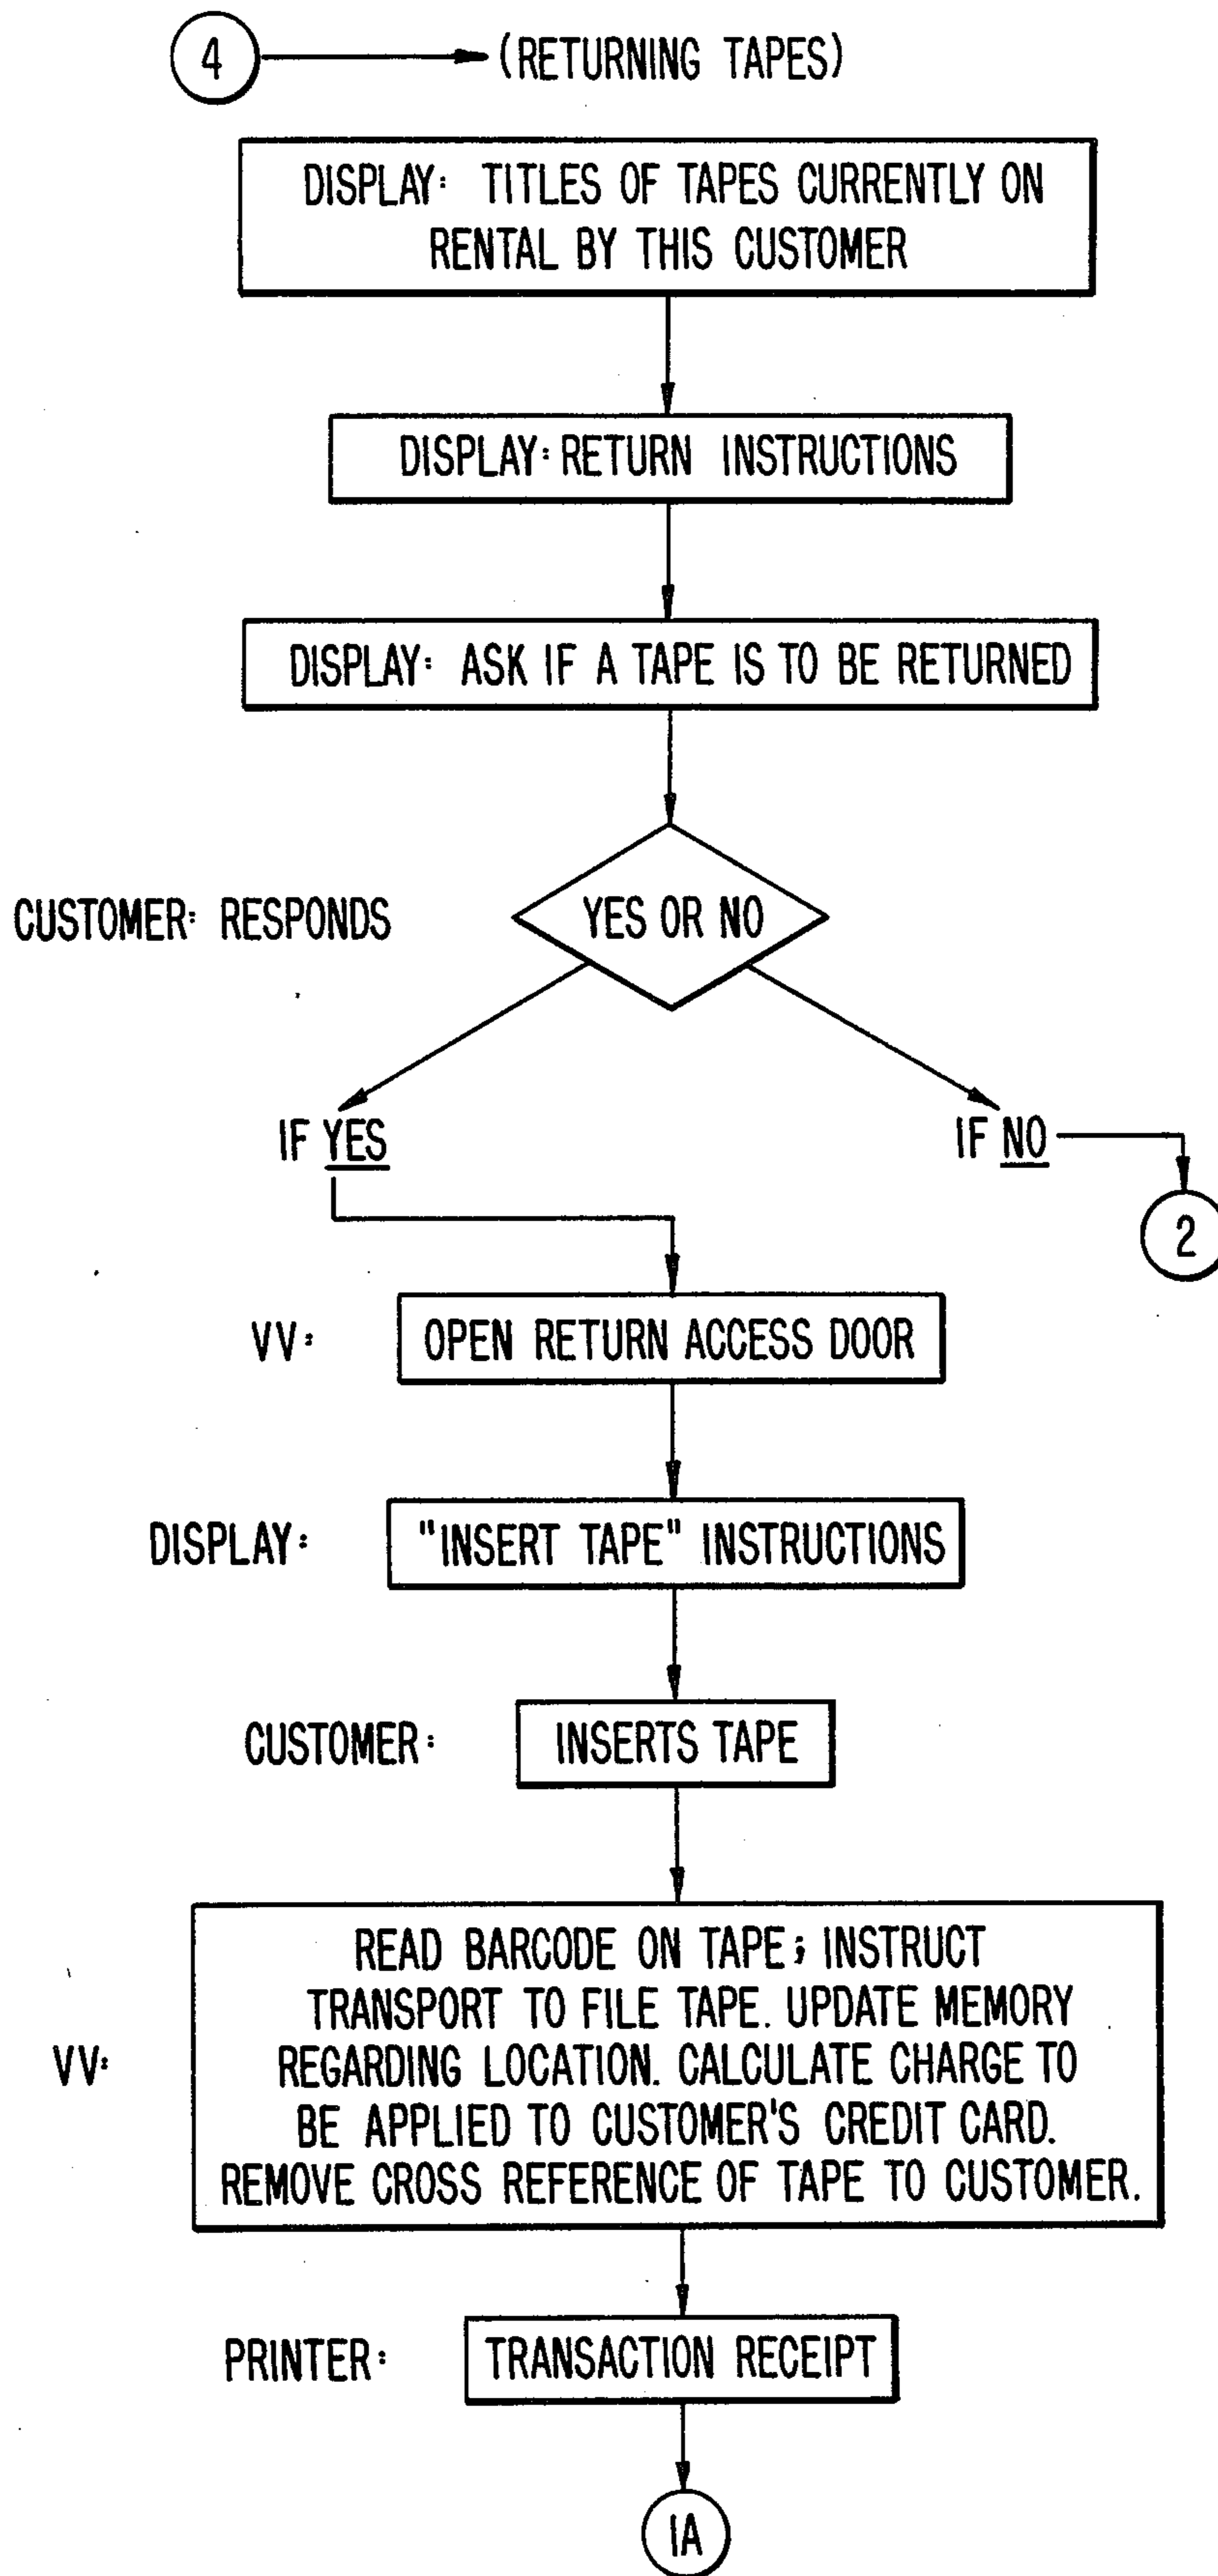 4 (RETURNING TAPES)
DISPLAY: TITLES OF TAPES CURRENTLY ON
RENTAL BY THIS CUSTOMER
DISPLAY: RETURN INSTRUCTIONS
DISPLAY: ASK IF A TAPE IS TO BE RETURNED
CUSTOMER: RESPONDS
YES OR NO
IF YES
IF NO
2
VV:
OPEN RETURN ACCESS DOOR
DISPLAY:
"INSERT TAPE" INSTRUCTIONS
CUSTOMER:
INSERTS TAPE
VV:
READ BARCODE ON TAPE; INSTRUCT
TRANSPORT TO FILE TAPE. UPDATE MEMORY
REGARDING LOCATION. CALCULATE CHARGE TO
BE APPLIED TO CUSTOMER'S CREDIT CARD.
REMOVE CROSS REFERENCE OF TAPE TO CUSTOMER.
PRINTER:
TRANSACTION RECEIPT
1A